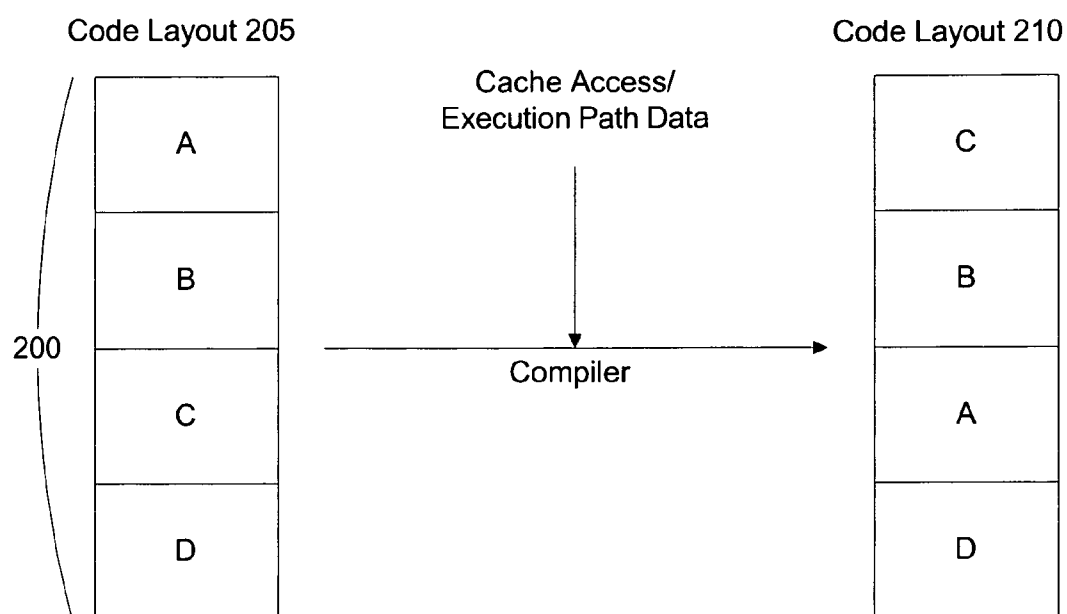 Code Layout 205
Code Layout 210
Cache Access/
Execution Path Data
A
C
B
B
200
Compiler
C
A
D
D